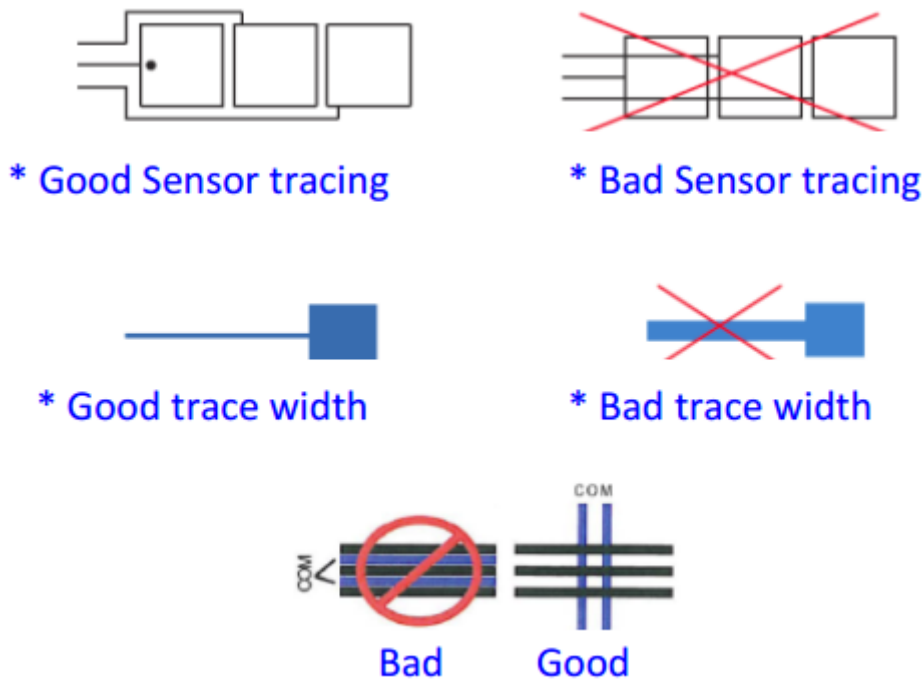 * Good Sensor tracing
* Bad Sensor tracing
* Good trace width
* Bad trace width
COM
COM
Bad
Good